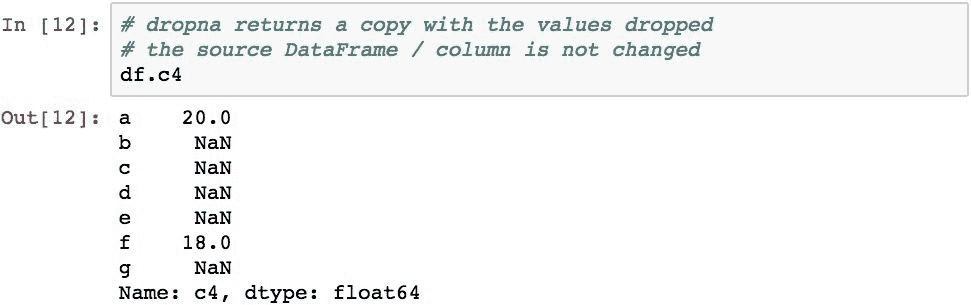 In [12]: # dropna returns a copy with the values dropped
# the source DataFrame / column is not changed
df.c4
Out[12]: a    20.0
b     NaN
c     NaN
d     NaN
e     NaN
f    18.0
g     NaN
Name: c4, dtype: float64